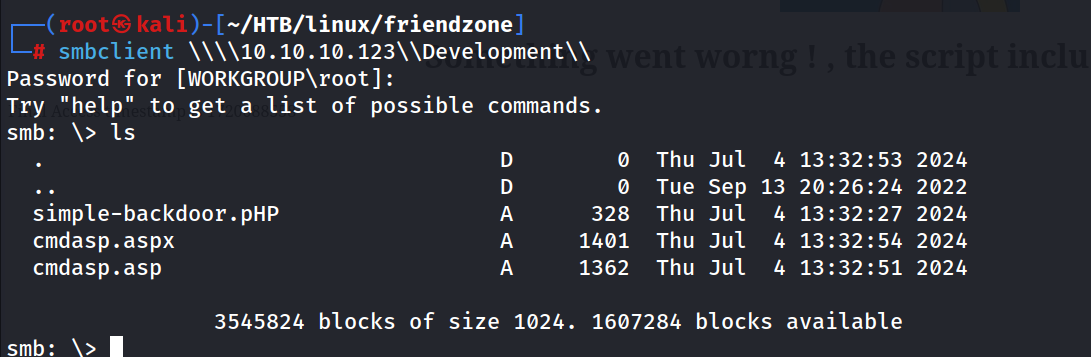 ┌──(root㉿kali)-[~/HTB/linux/friendzone]
└─# smbclient \\\\10.10.10.123\\Development\\
Something went worng ! , the script inclu
Password for [WORKGROUP\root]:
Try "help" to get a list of possible commands.
smb: \> ls
  .                                   D        0  Thu Jul  4 13:32:53 2024
  ..                                  D        0  Tue Sep 13 20:26:24 2022
  simple-backdoor.pHP                 A      328  Thu Jul  4 13:32:27 2024
  cmdasp.aspx                         A     1401  Thu Jul  4 13:32:54 2024
  cmdasp.asp                          A     1362  Thu Jul  4 13:32:51 2024
                3545824 blocks of size 1024. 1607284 blocks available
smb: \>